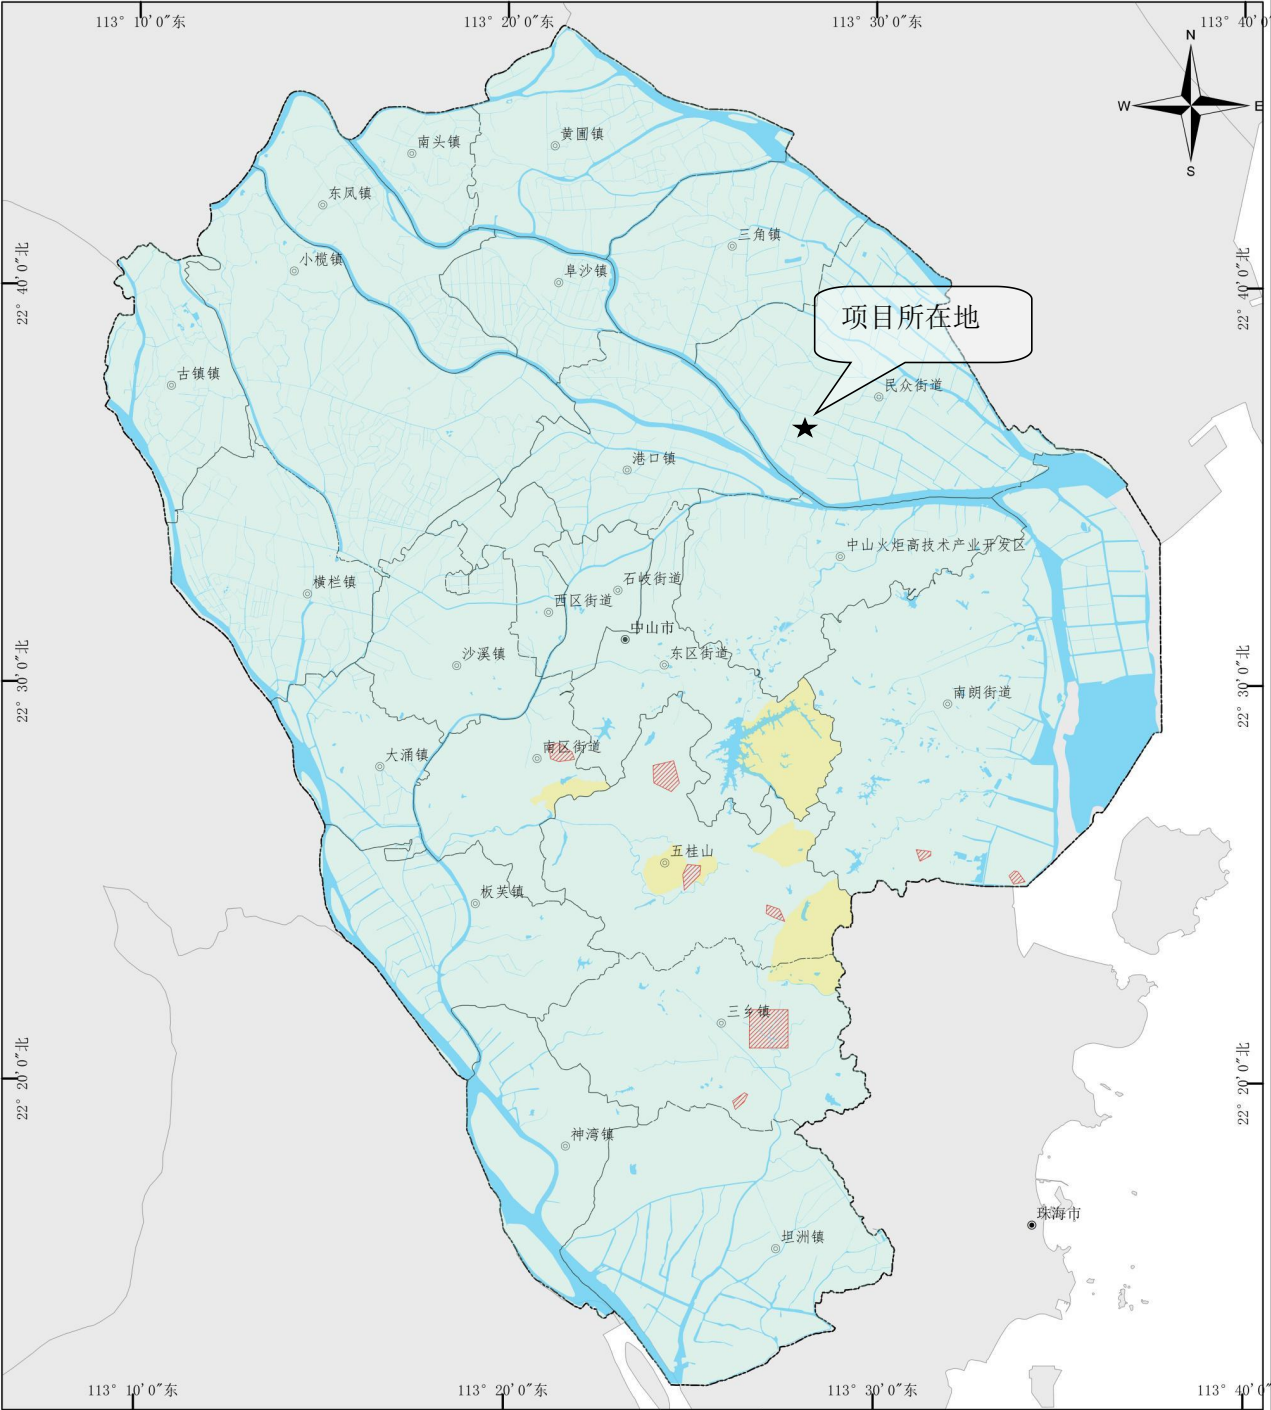 113° 10′0″东
113° 20′0″东
113° 30′0″东
113° 40′0″
N
W
E
S
南头镇
黄圃镇
东凤镇
三角镇
小榄镇
阜沙镇
22° 40′0″北
22° 40′0″北
项目所在地
古镇镇
民众街道
港口镇
中山火炬高技术产业开发区
横栏镇
石岐街道
西区街道
中山市
沙溪镇
东区街道
22° 30′0″北
22° 30′0″北
南朗街道
大涌镇
南区街道
五桂山
板芙镇
三乡镇
22° 20′0″北
22° 20′0″北
神湾镇
珠海市
坦洲镇
113° 10′0″东
113° 20′0″东
113° 30′0″东
113° 40′0″